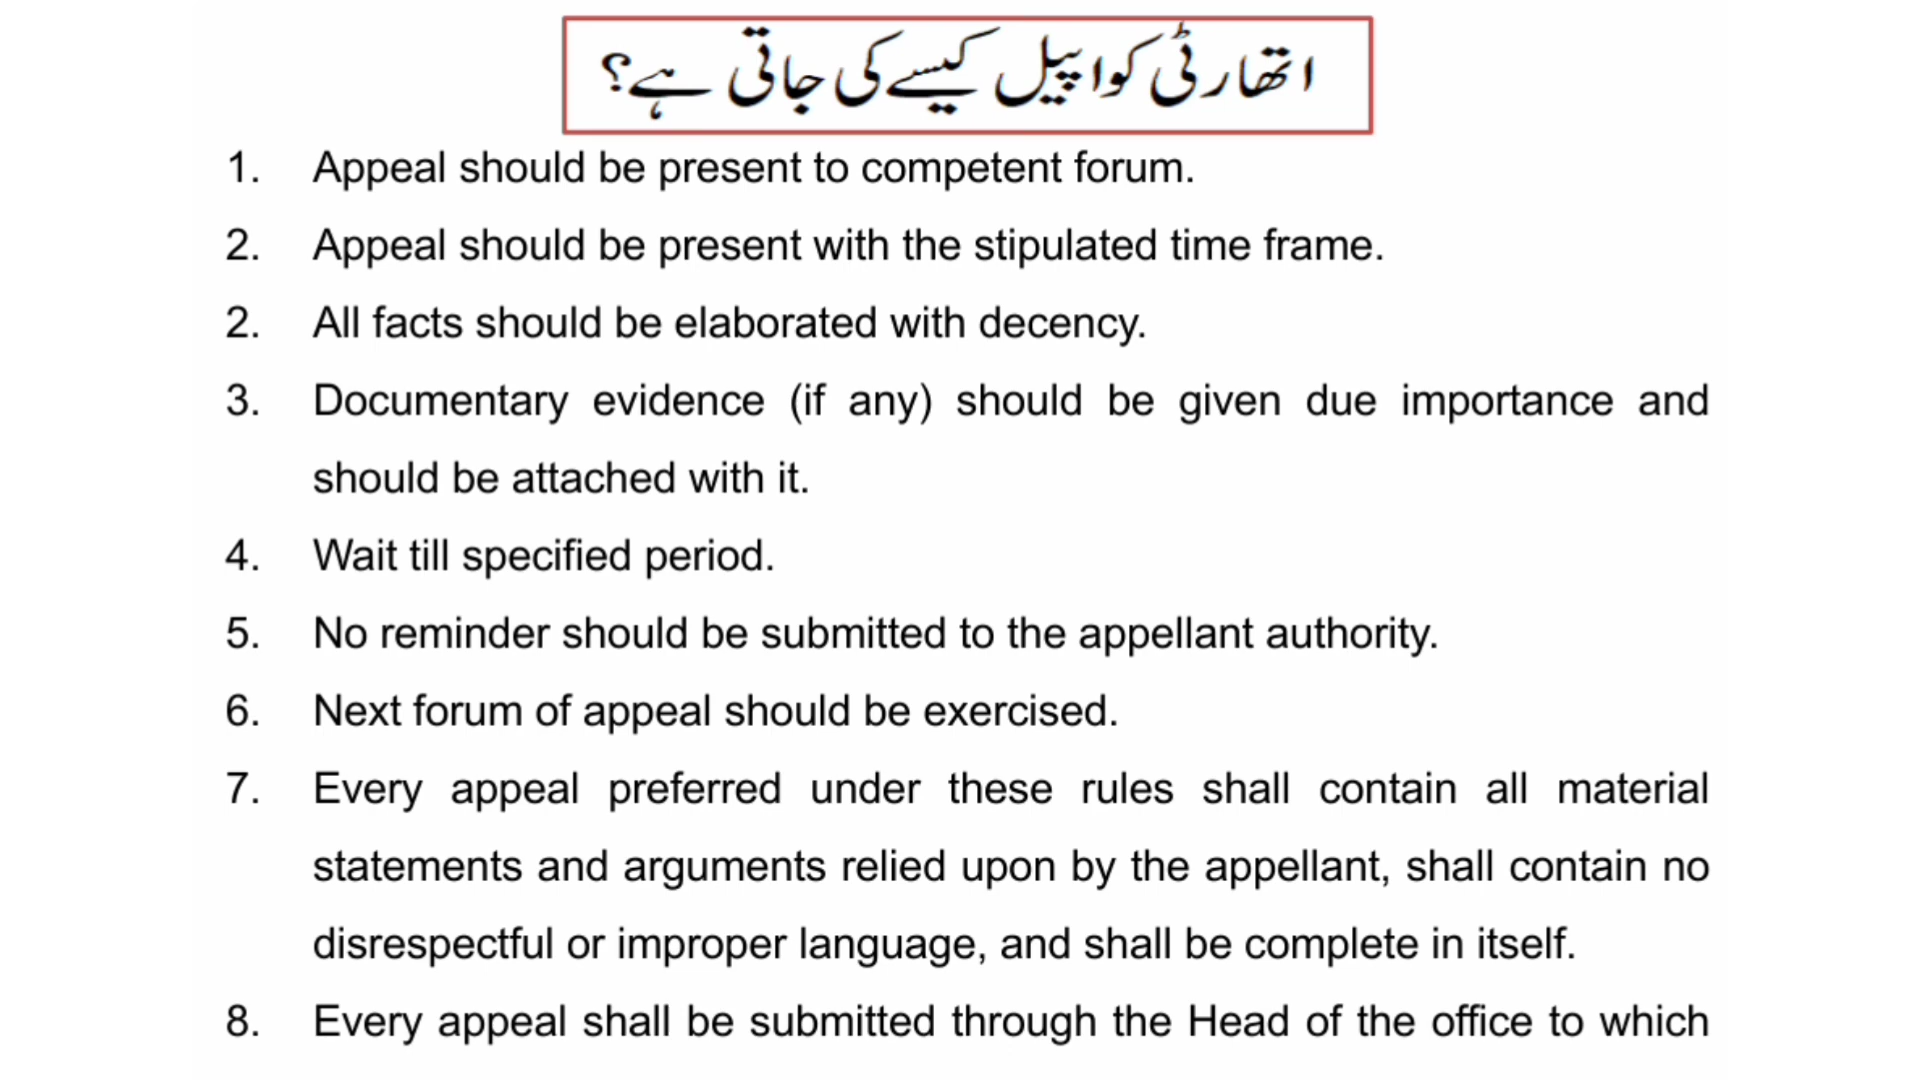 اتھارٹی کو اپیل کیسے کی جاتی ہے؟
1. Appeal should be present to competent forum.
2. Appeal should be present with the stipulated time frame.
2. All facts should be elaborated with decency.
3. Documentary evidence (if any) should be given due importance and
should be attached with it.
4. Wait till specified period.
5. No reminder should be submitted to the appellant authority.
6. Next forum of appeal should be exercised.
7. Every appeal preferred under these rules shall contain all material
statements and arguments relied upon by the appellant, shall contain no
disrespectful or improper language, and shall be complete in itself.
8. Every appeal shall be submitted through the Head of the office to which